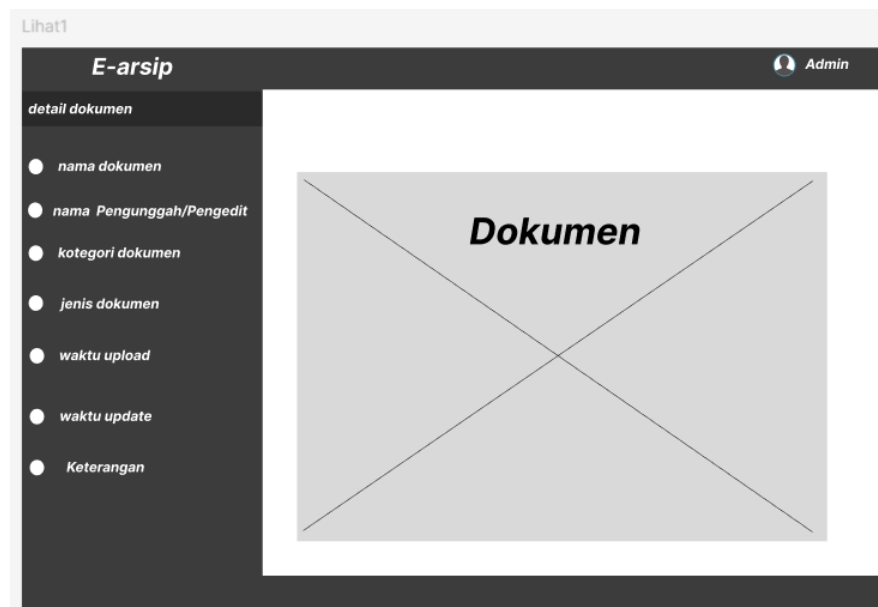 Lihat1
E-arsip
Admin
detail dokumen
nama dokumen
nama Pengunggah/Pengedit
kotegori dokumen
jenis dokumen
waktu upload
waktu update
Keterangan
Dokumen